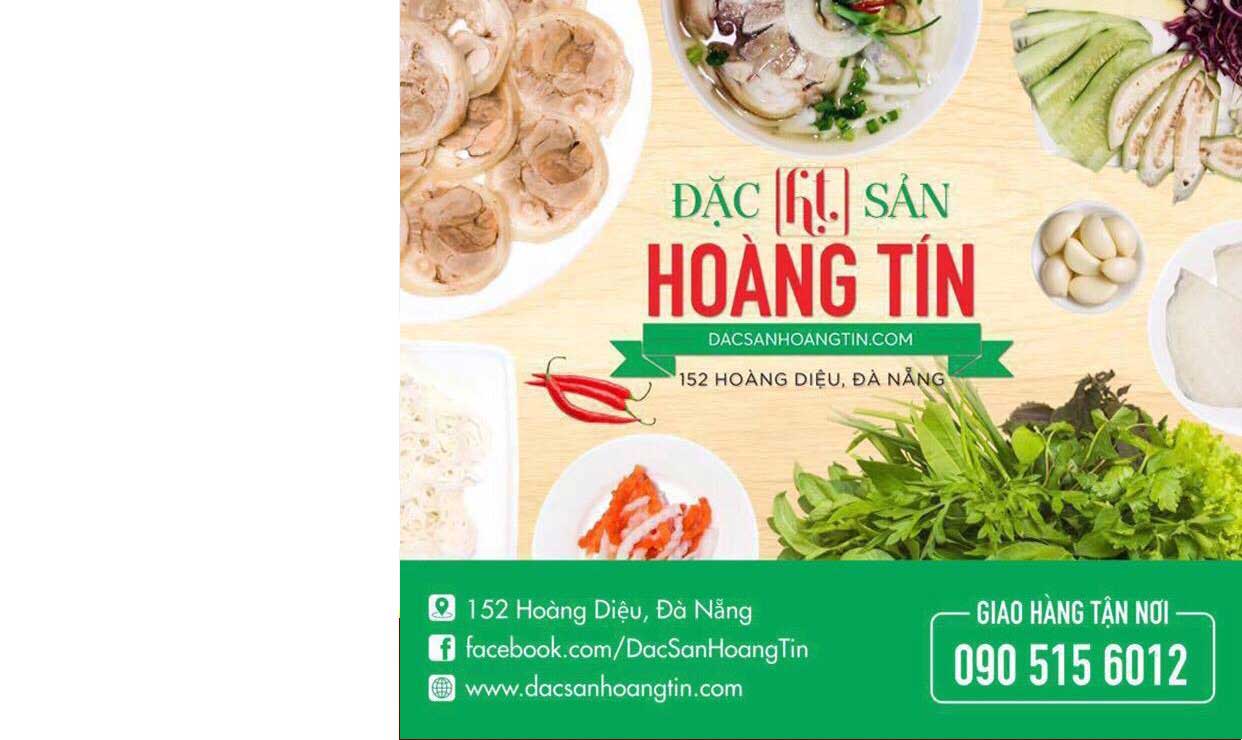 ĐẶC ht. SẢN
HOÀNG TÍN
DACSANHOANGTIN.COM
152 HOÀNG DIỆU, ĐÀ NẴNG
152 Hoàng Diệu, Đà Nẵng
facebook.com/DacSanHoangTin
www.dacsanhoangtin.com
GIAO HÀNG TẬN NƠI
090 515 6012